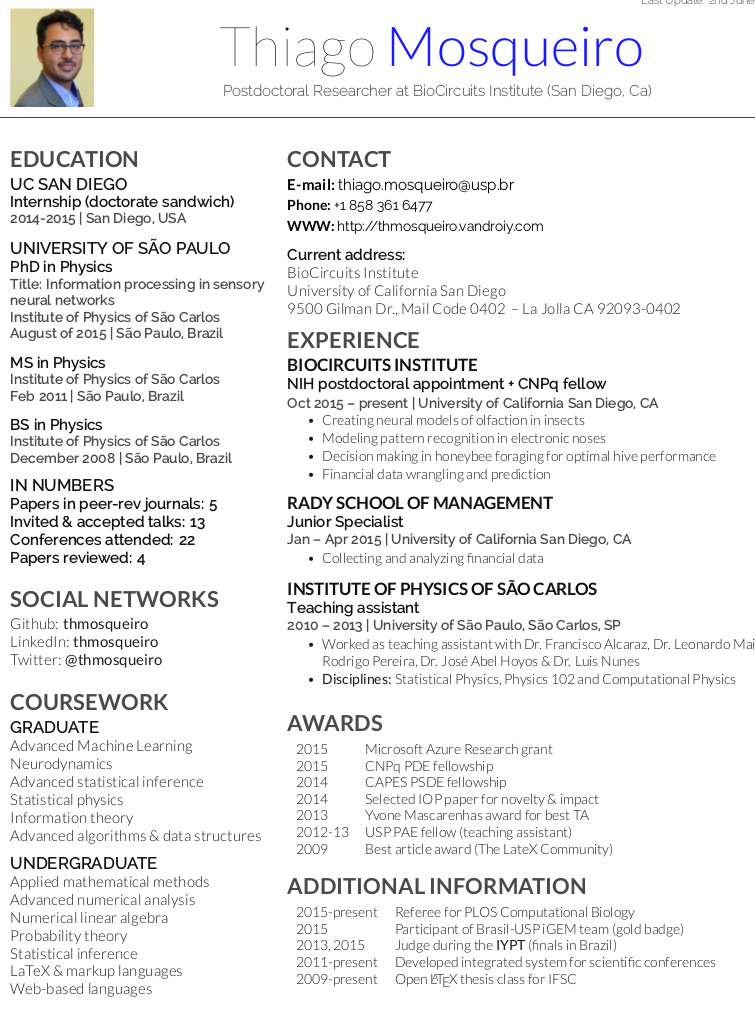 Last Update: 2nd June
Thiago Mosqueiro
Postdoctoral Researcher at BioCircuits Institute (San Diego, Ca)
EDUCATION
UC SAN DIEGO
Internship (doctorate sandwich)
2014-2015 | San Diego, USA
UNIVERSITY OF SÃO PAULO
PhD in Physics
Title: Information processing in sensory
neural networks
Institute of Physics of São Carlos
August of 2015 | São Paulo, Brazil
MS in Physics
Institute of Physics of São Carlos
Feb 2011 | São Paulo, Brazil
BS in Physics
Institute of Physics of São Carlos
December 2008 | São Paulo, Brazil
IN NUMBERS
Papers in peer-rev journals: 5
Invited & accepted talks: 13
Conferences attended: 22
Papers reviewed: 4
SOCIAL NETWORKS
Github: thmosqueiro
LinkedIn: thmosqueiro
Twitter: @thmosqueiro
COURSEWORK
GRADUATE
Advanced Machine Learning
Neurodynamics
Advanced statistical inference
Statistical physics
Information theory
Advanced algorithms & data structures
UNDERGRADUATE
Applied mathematical methods
Advanced numerical analysis
Numerical linear algebra
Probability theory
Statistical inference
LaTeX & markup languages
Web-based languages
CONTACT
E-mail: thiago.mosqueiro@usp.br
Phone: +1 858 361 6477
WWW: http://thmosqueiro.vandroiy.com
Current address:
BioCircuits Institute
University of California San Diego
9500 Gilman Dr., Mail Code 0402 – La Jolla CA 92093-0402
EXPERIENCE
BIOCIRCUITS INSTITUTE
NIH postdoctoral appointment + CNPq fellow
Oct 2015 – present | University of California San Diego, CA
• Creating neural models of olfaction in insects
• Modeling pattern recognition in electronic noses
• Decision making in honeybee foraging for optimal hive performance
• Financial data wrangling and prediction
RADY SCHOOL OF MANAGEMENT
Junior Specialist
Jan – Apr 2015 | University of California San Diego, CA
• Collecting and analyzing financial data
INSTITUTE OF PHYSICS OF SÃO CARLOS
Teaching assistant
2010 – 2013 | University of São Paulo, São Carlos, SP
• Worked as teaching assistant with Dr. Francisco Alcaraz, Dr. Leonardo Mai
Rodrigo Pereira, Dr. José Abel Hoyos & Dr. Luis Nunes
• Disciplines: Statistical Physics, Physics 102 and Computational Physics
AWARDS
2015 Microsoft Azure Research grant
2015 CNPq PDE fellowship
2014 CAPES PSDE fellowship
2014 Selected IOP paper for novelty & impact
2013 Yvone Mascarenhas award for best TA
2012-13 USP PAE fellow (teaching assistant)
2009 Best article award (The LateX Community)
ADDITIONAL INFORMATION
2015-present Referee for PLOS Computational Biology
2015 Participant of Brasil-USP iGEM team (gold badge)
2013, 2015 Judge during the IYPT (finals in Brazil)
2011-present Developed integrated system for scientific conferences
2009-present Open LATEX thesis class for IFSC